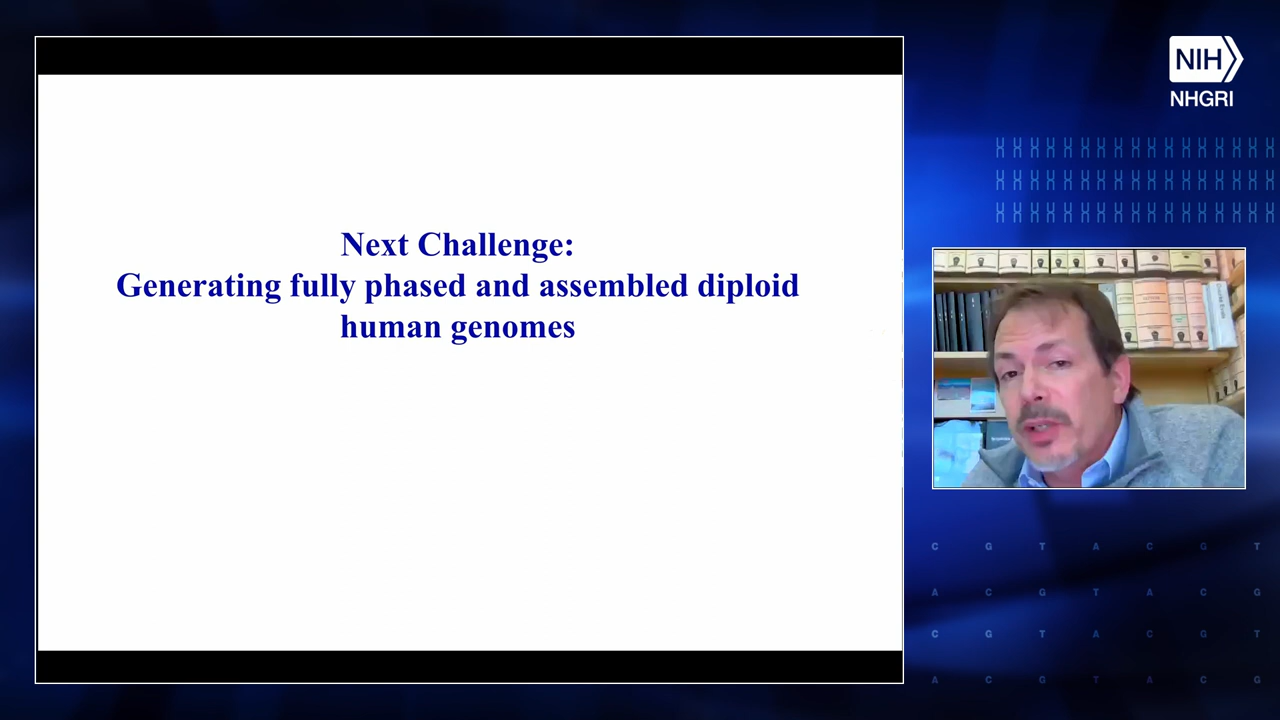 NIH
NHGRI
Next Challenge:
Generating fully phased and assembled diploid
human genomes
C G T A C G T
A C G T A C G
C G T A C G T
A C G T A C G